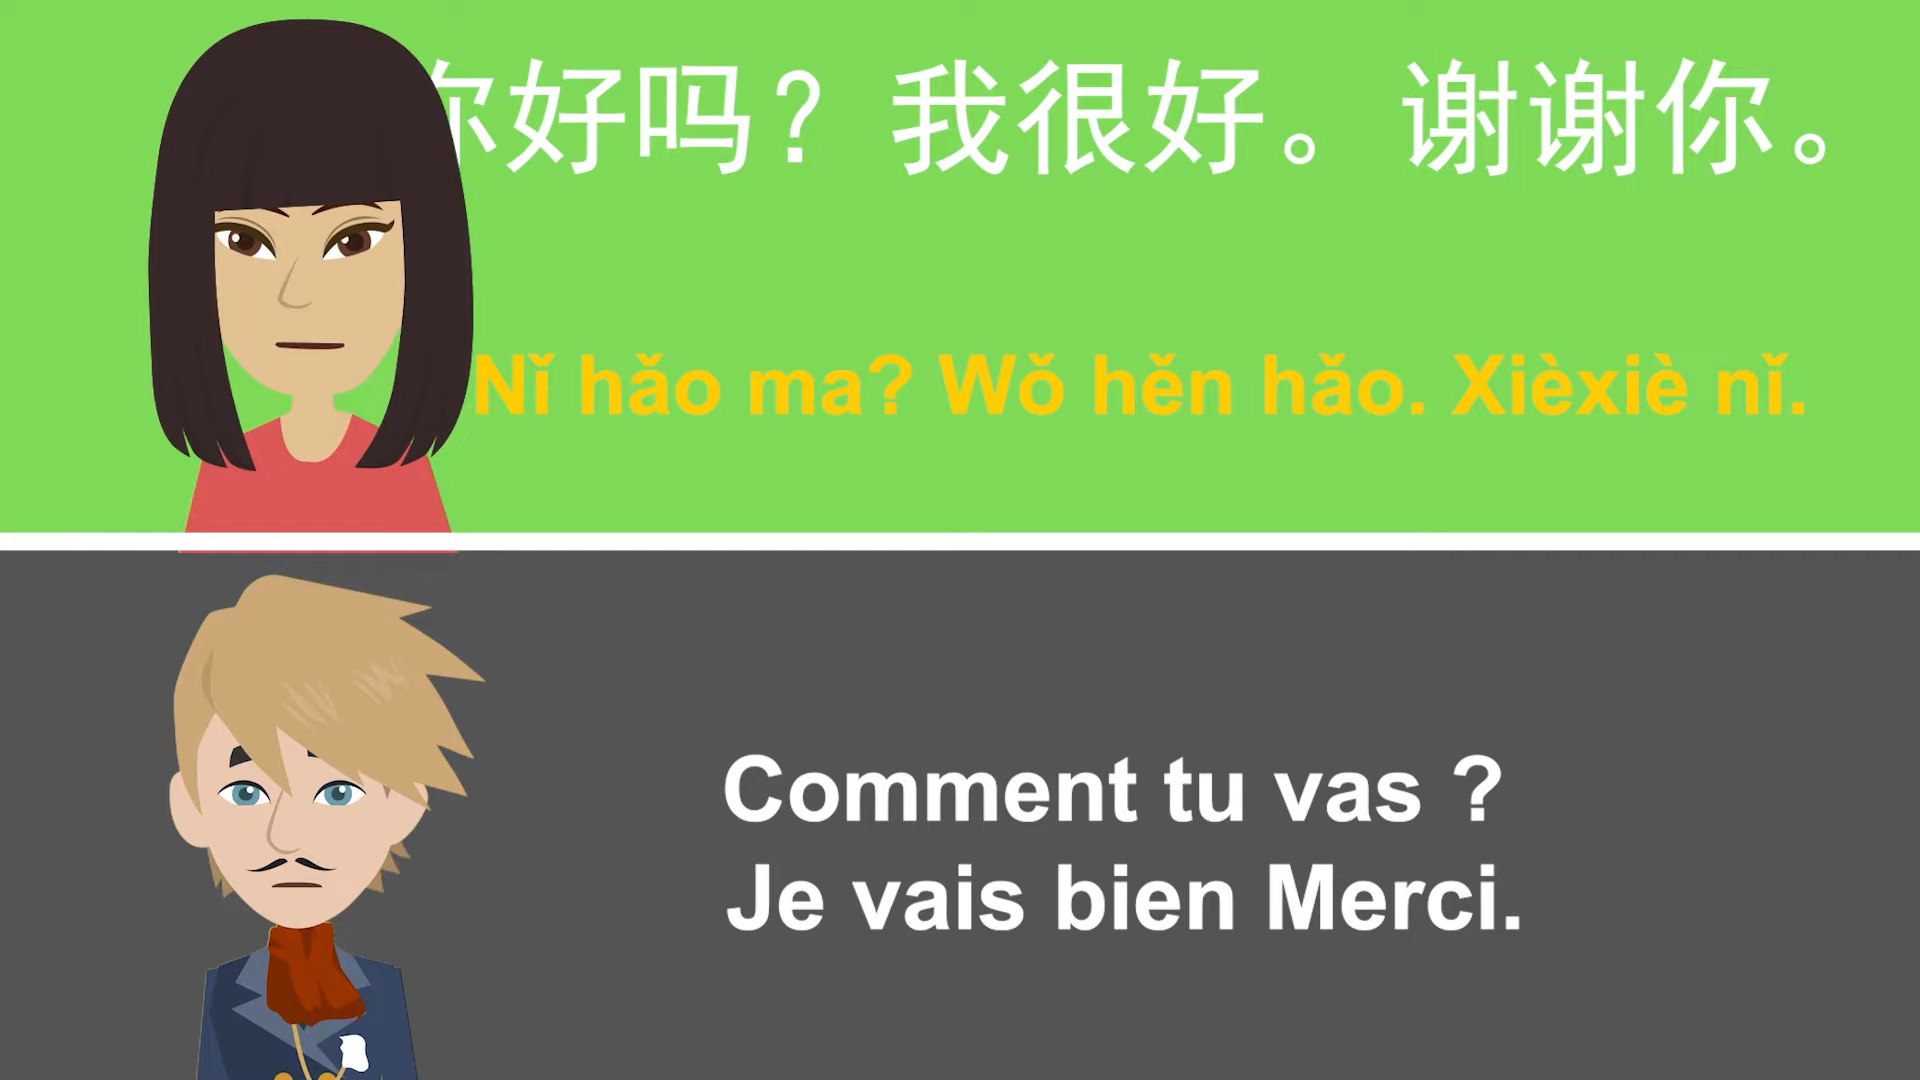 你好吗？我很好。谢谢你。
Nǐ hǎo ma? Wǒ hěn hǎo. Xièxiè nǐ.
Comment tu vas ?
Je vais bien Merci.